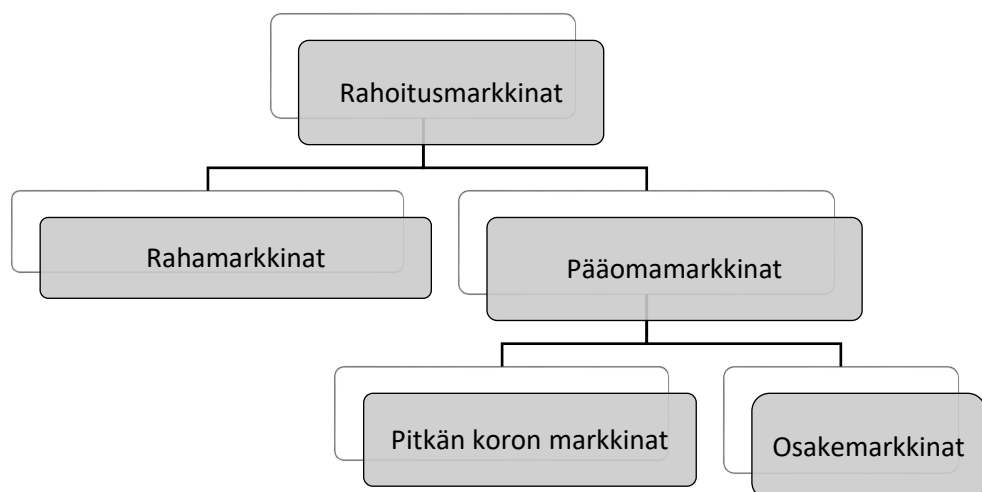 Rahoitusmarkkinat
Rahamarkkinat
Pääomamarkkinat
Pitkän koron markkinat
Osakemarkkinat